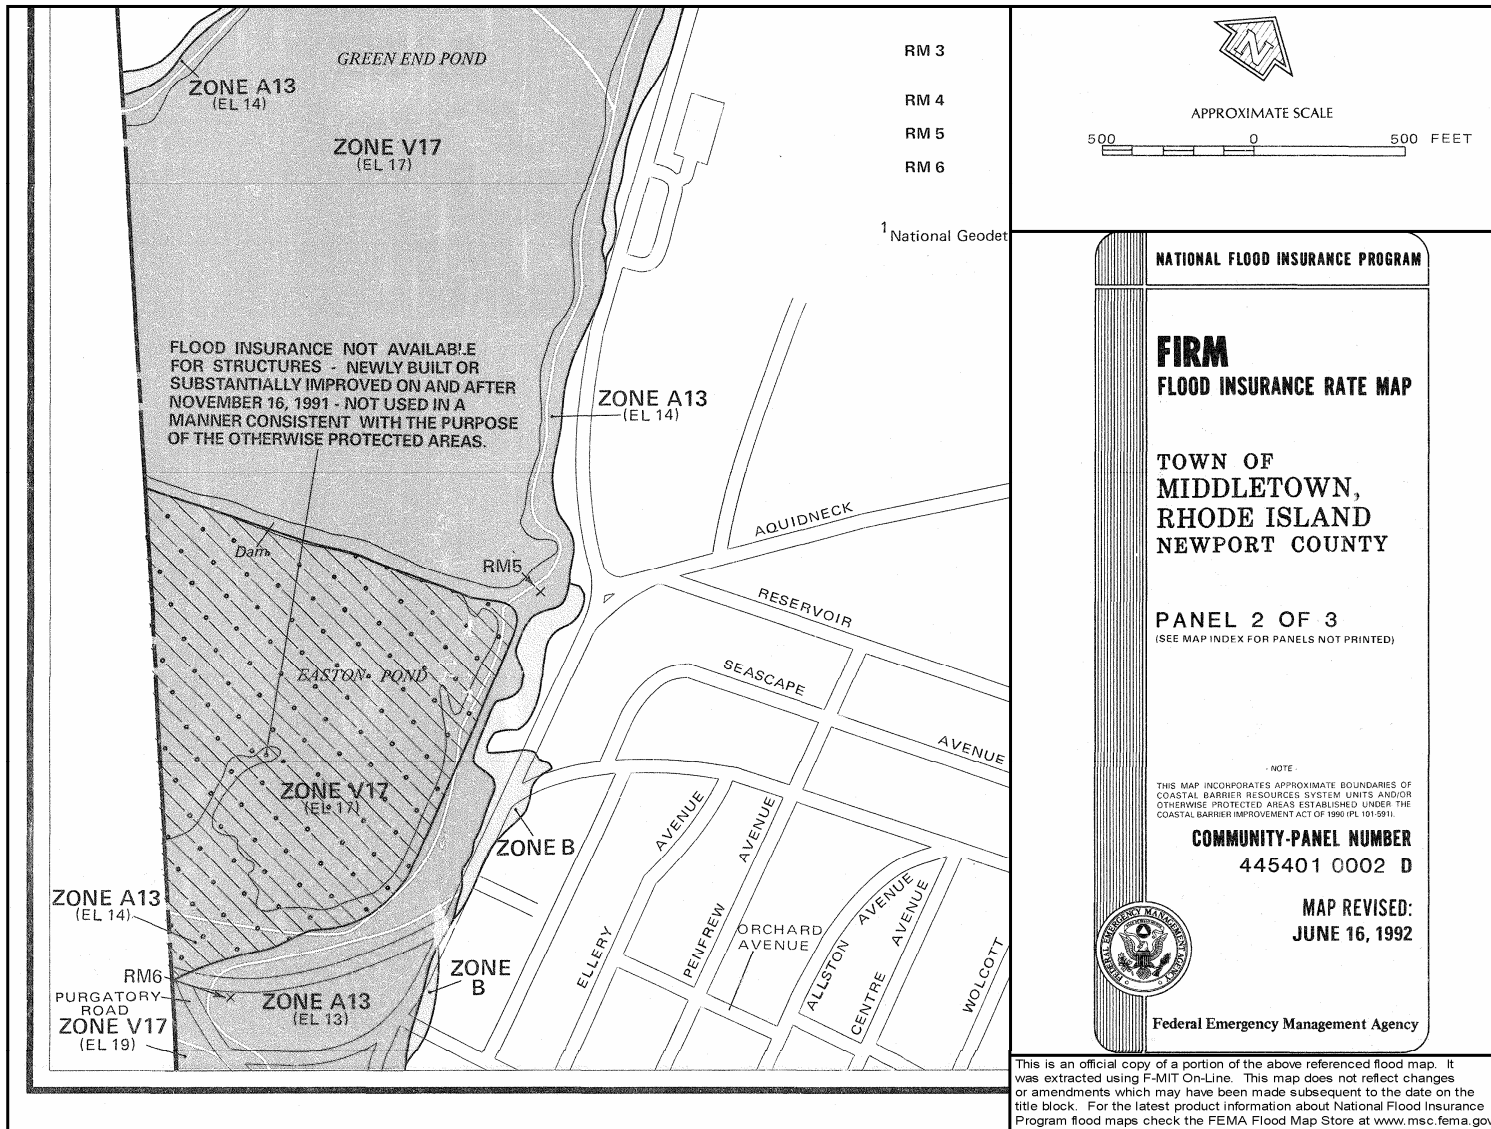 GREEN END POND
ZONE A13
(EL 14)
ZONE V17
(EL 17)
RM 3
RM 4
RM 5
RM 6
1 National Geodet
FLOOD INSURANCE NOT AVAILABLE
FOR STRUCTURES - NEWLY BUILT OR
SUBSTANTIALLY IMPROVED ON AND AFTER
NOVEMBER 16, 1991 - NOT USED IN A
MANNER CONSISTENT WITH THE PURPOSE
OF THE OTHERWISE PROTECTED AREAS.
ZONE A13
(EL 14)
AQUIDNECK
Dam
RM5
RESERVOIR
EASTON POND
SEASCAPE
AVENUE
ZONE V17
(EL 17)
AVENUE
AVENUE
ZONE B
ZONE A13
(EL 14)
AVENUE
AVENUE
ORCHARD
AVENUE
ELLERY
PENFREW
ALLSTON
CENTRE
WOLCOTT
RM6
ZONE
B
PURGATORY
ROAD
ZONE A13
(EL 13)
ZONE V17
(EL 19)
N
APPROXIMATE SCALE
500 0 500 FEET
NATIONAL FLOOD INSURANCE PROGRAM
FIRM
FLOOD INSURANCE RATE MAP
TOWN OF
MIDDLETOWN,
RHODE ISLAND
NEWPORT COUNTY
PANEL 2 OF 3
(SEE MAP INDEX FOR PANELS NOT PRINTED)
- NOTE -
THIS MAP INCORPORATES APPROXIMATE BOUNDARIES OF
COASTAL BARRIER RESOURCES SYSTEM UNITS AND/OR
OTHERWISE PROTECTED AREAS ESTABLISHED UNDER THE
COASTAL BARRIER IMPROVEMENT ACT OF 1990 (PL 101-591).
COMMUNITY-PANEL NUMBER
445401 0002 D
MAP REVISED:
JUNE 16, 1992
FEDERAL EMERGENCY MANAGEMENT AGENCY
Federal Emergency Management Agency
This is an official copy of a portion of the above referenced flood map. It
was extracted using F-MIT On-Line. This map does not reflect changes
or amendments which may have been made subsequent to the date on the
title block. For the latest product information about National Flood Insurance
Program flood maps check the FEMA Flood Map Store at www.msc.fema.gov